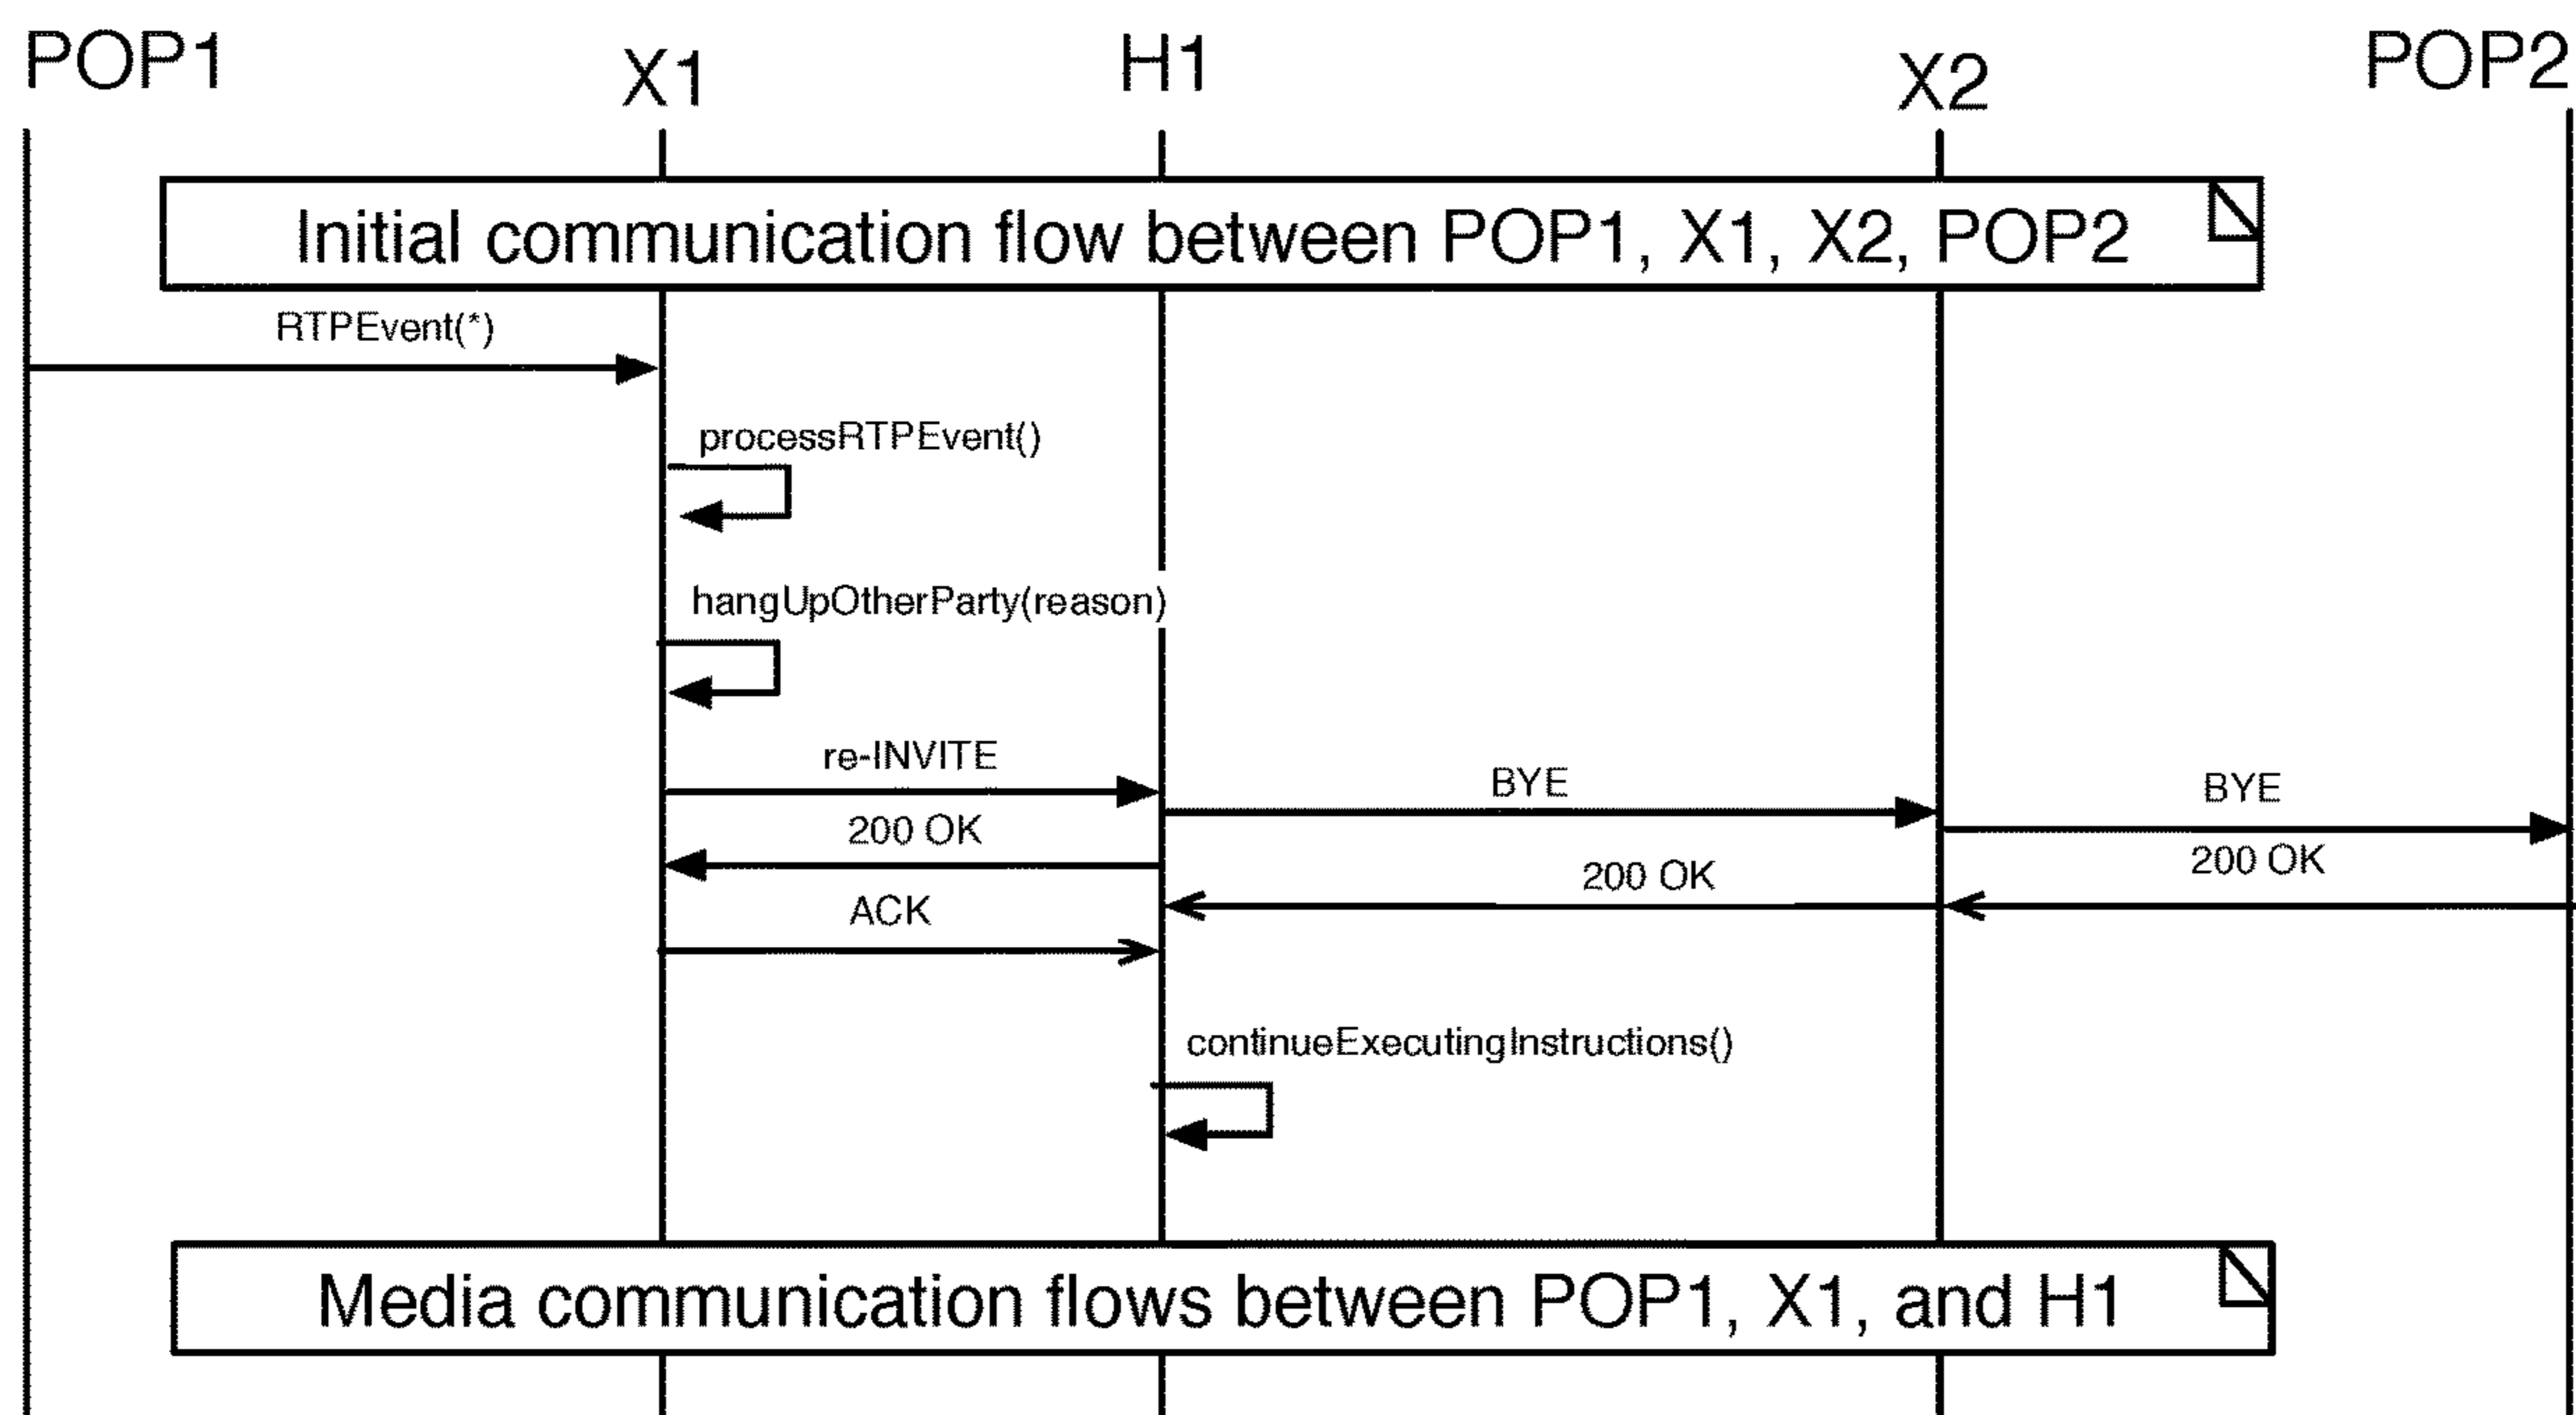 POP1
X1
H1
X2
POP2
Initial communication flow between POP1, X1, X2, POP2
RTPEvent(*)
processRTPEvent()
hangUpOtherParty(reason)
re-INVITE
BYE
BYE
200 OK
200 OK
200 OK
ACK
continueExecutingInstructions()
Media communication flows between POP1, X1, and H1